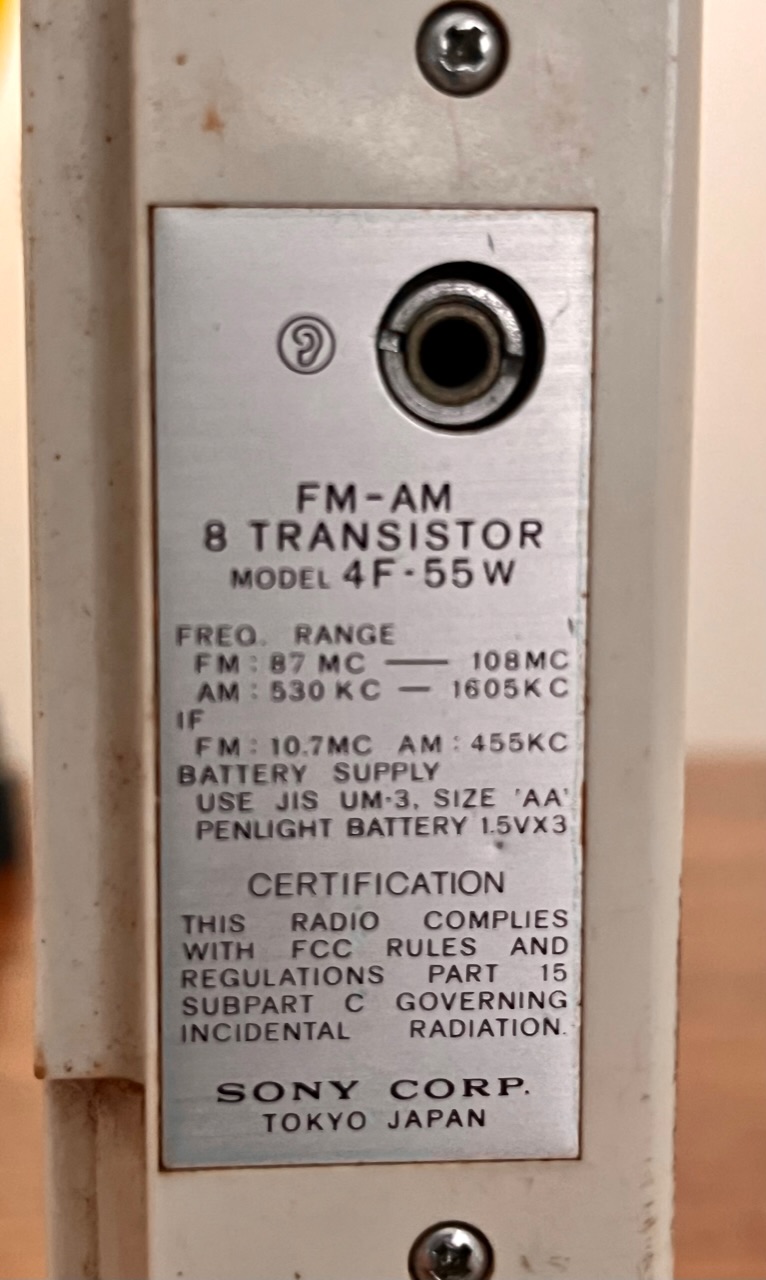 FM-AM
8 TRANSISTOR
MODEL 4F-55W
FREQ. RANGE
FM : 87 MC — 108MC
AM : 530 KC — 1605KC
IF
FM : 10.7MC AM : 455KC
BATTERY SUPPLY
USE JIS UM-3, SIZE 'AA'
PENLIGHT BATTERY 1.5VX3
CERTIFICATION
THIS RADIO COMPLIES
WITH FCC RULES AND
REGULATIONS PART 15
SUBPART C GOVERNING
INCIDENTAL RADIATION.
SONY CORP.
TOKYO JAPAN